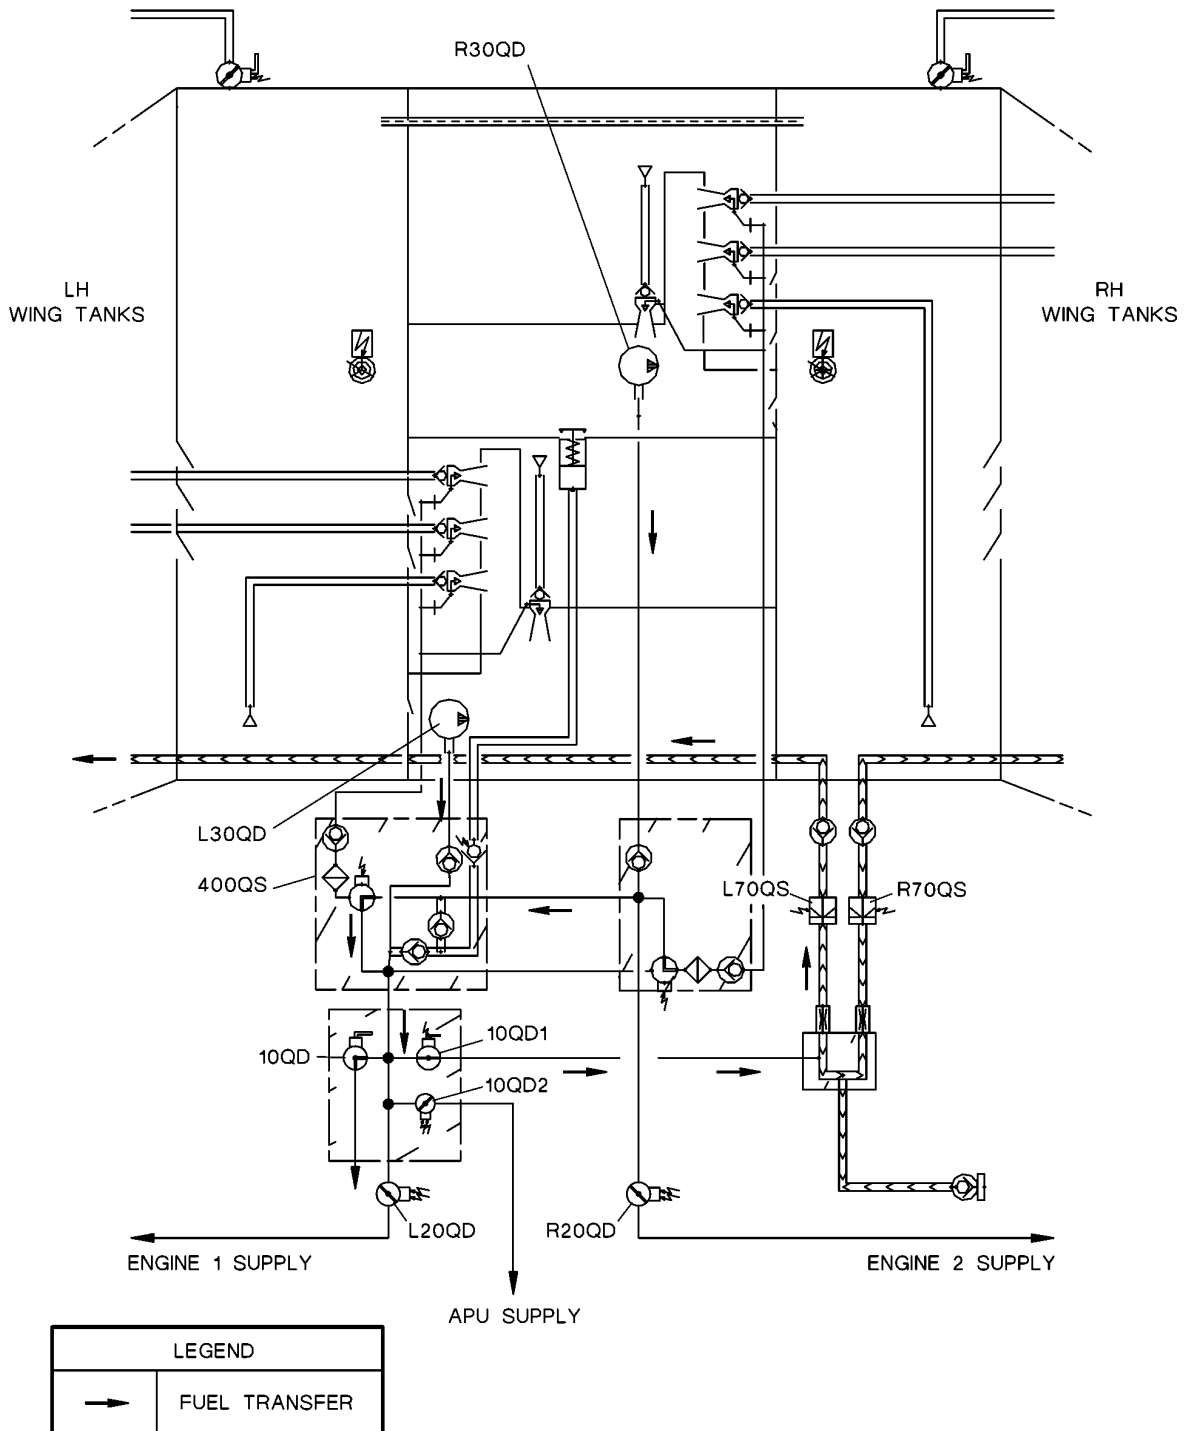 R30QD
LH
WING TANKS
RH
WING TANKS
L30QD
400QS
L70QS
R70QS
10QD
10QD1
10QD2
L20QD
R20QD
ENGINE 1 SUPPLY
ENGINE 2 SUPPLY
APU SUPPLY
LEGEND
FUEL TRANSFER